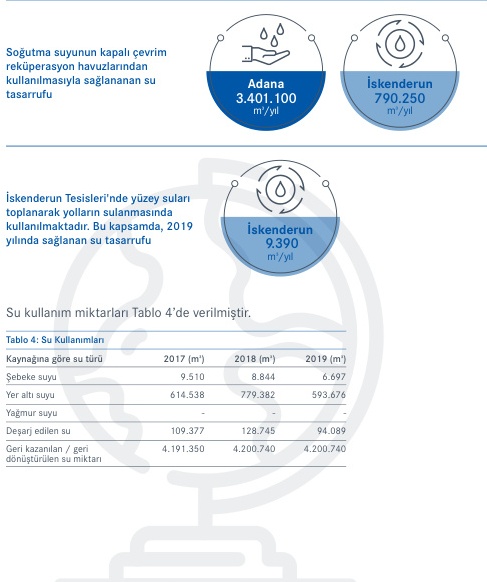 Soğutma suyunun kapalı çevrim
reküperasyon havuzlarından
kullanılmasıyla sağlananan su
tasarrufu
Adana
3.401.100
m³/yıl
İskenderun
790.250
m³/yıl
İskenderun Tesisleri'nde yüzey suları
toplanarak yolların sulanmasında
kullanılmaktadır. Bu kapsamda, 2019
yılında sağlanan su tasarrufu
İskenderun
9.390
m³/yıl
Su kullanım miktarları Tablo 4'de verilmiştir.
Tablo 4: Su Kullanımları
Kaynağına göre su türü 2017 (m³) 2018 (m³) 2019 (m³)
Şebeke suyu 9.510 8.844 6.697
Yer altı suyu 614.538 779.382 593.676
Yağmur suyu - - -
Deşarj edilen su 109.377 128.745 94.089
Geri kazanılan / geri 4.191.350 4.200.740 4.200.740
dönüştürülen su miktarı